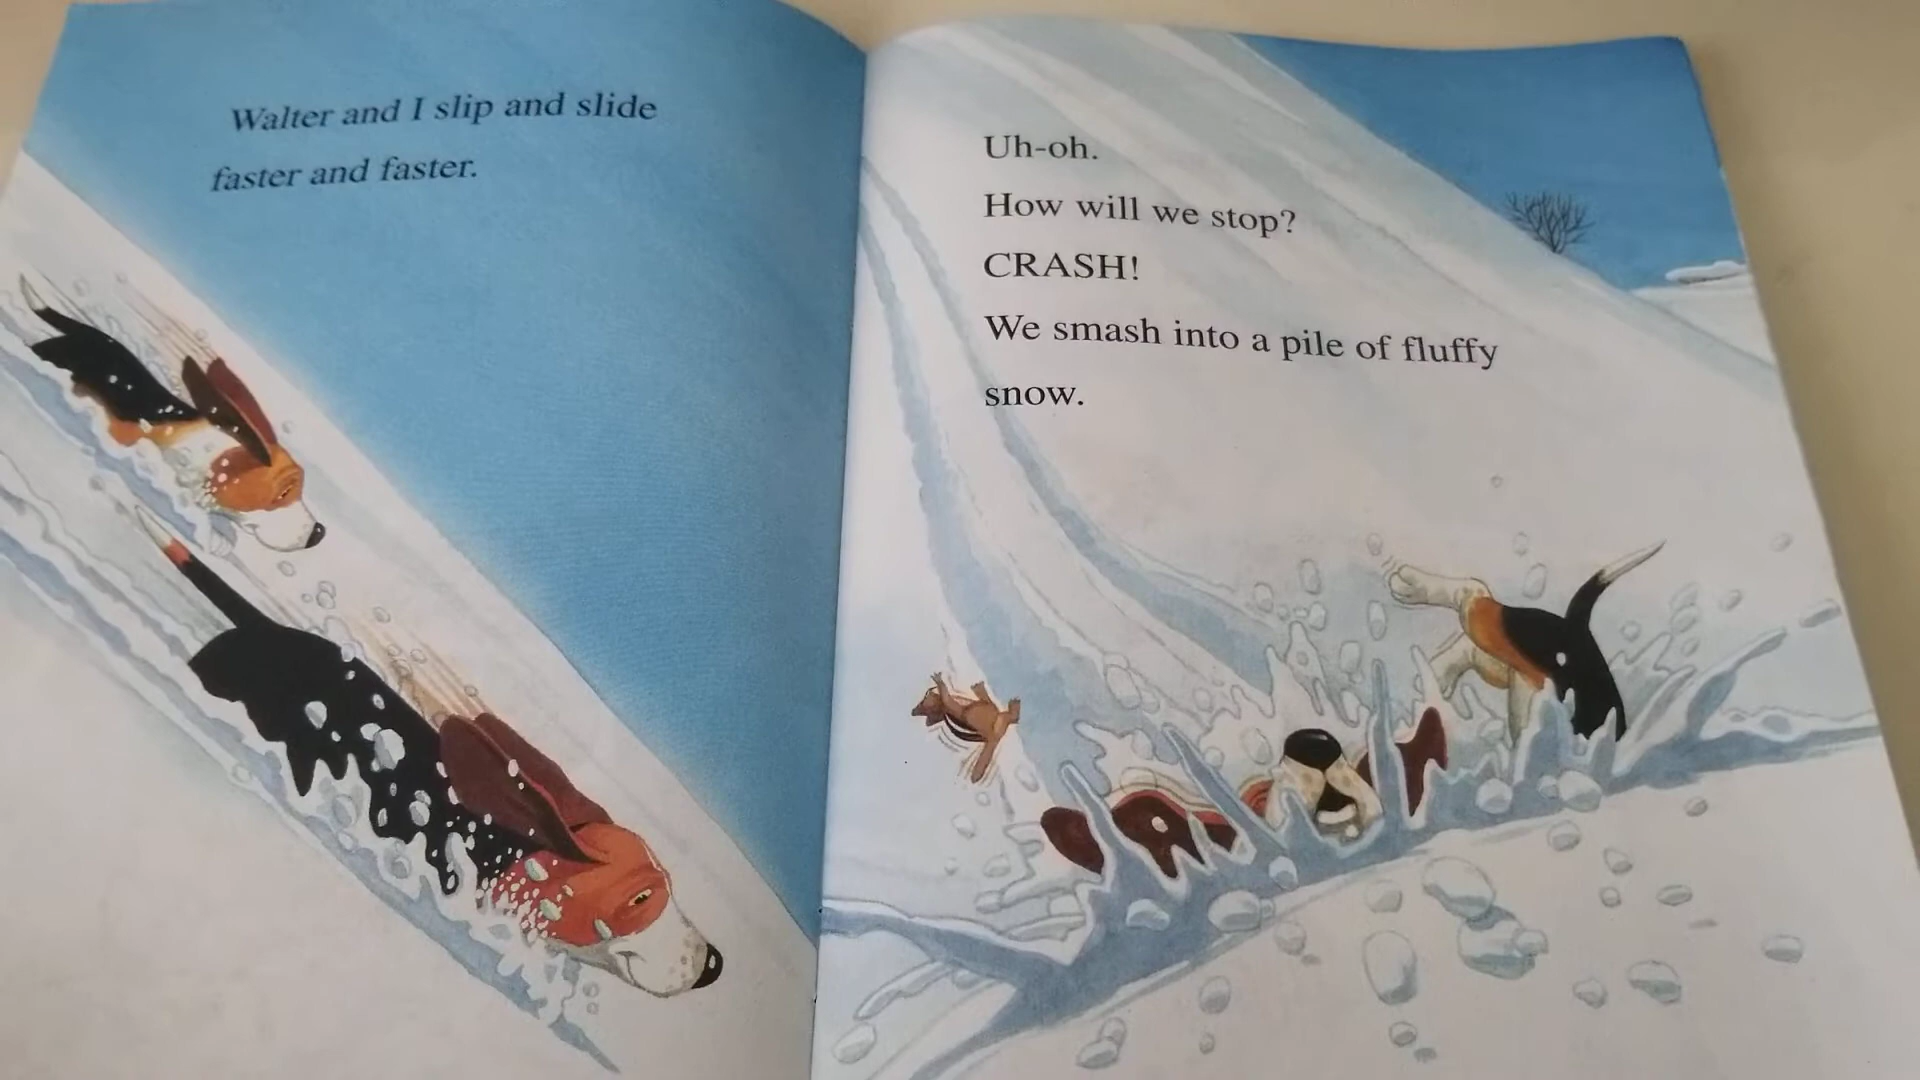 Walter and I slip and slide
faster and faster.
Uh-oh.
How will we stop?
CRASH!
We smash into a pile of fluffy
snow.